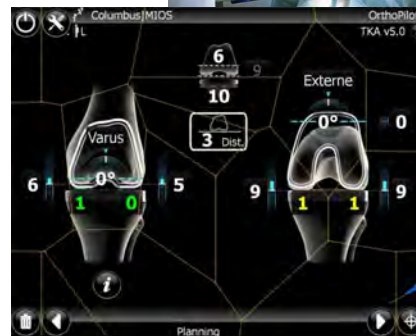 Columbus|MIOS
OrthoPilot
L
TKA v5.0
6
9
10
Externe
Varus
0°
0
3 Dist.
0°
6
5
9
9
1
0
1
1
i
Planning